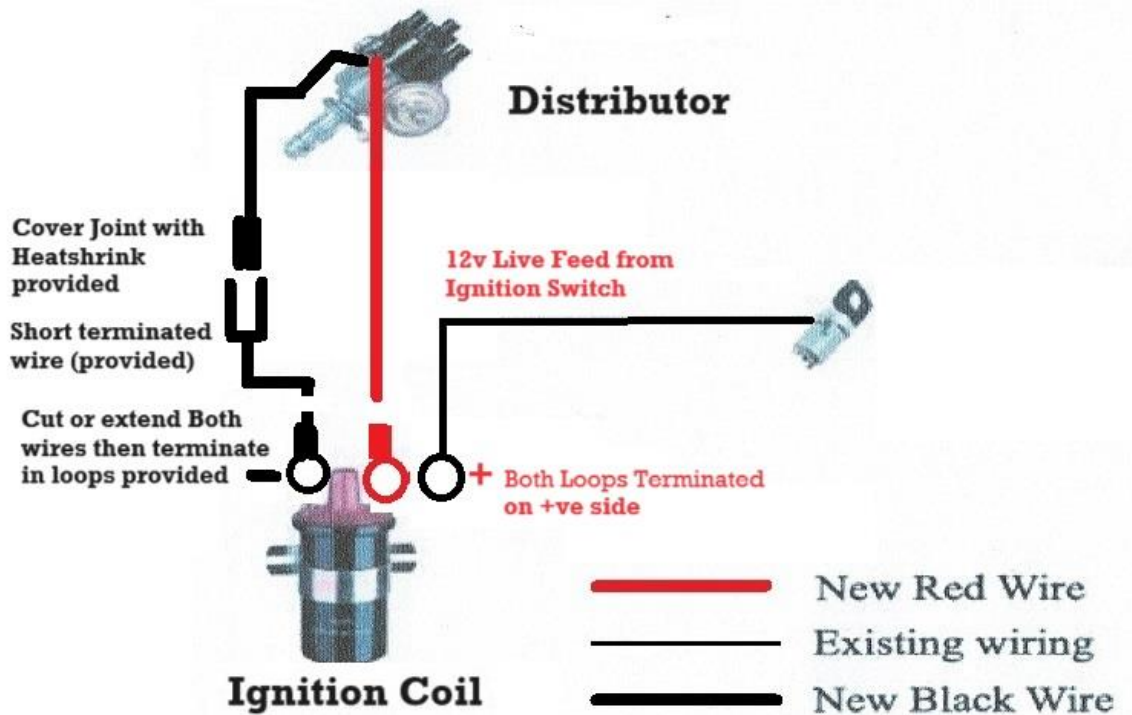 Distributor
Cover Joint with
Heatshrink
provided
12v Live Feed from
Ignition Switch
Short terminated
wire (provided)
Cut or extend Both
wires then terminate
in loops provided
-
+ Both Loops Terminated
on +ve side
New Red Wire
Existing wiring
New Black Wire
Ignition Coil